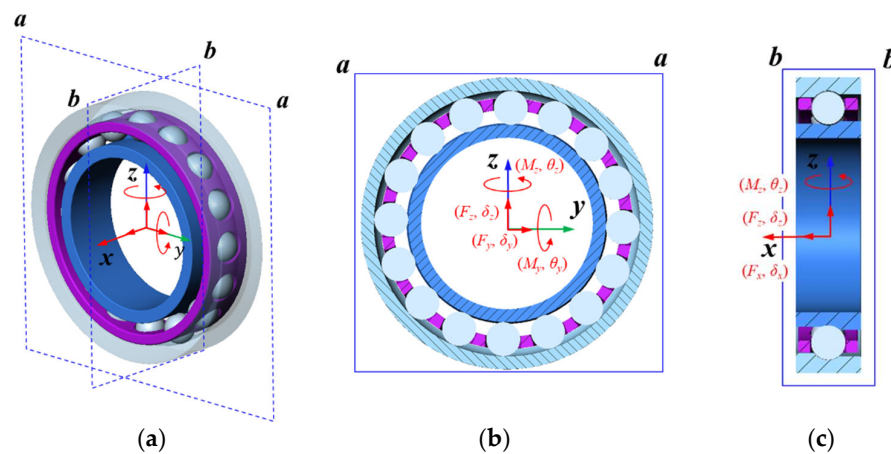 a
b
b
a
z
x
y
(a)
a
a
z
(Mz, θz)
(Fz, δz)
y
(Fy, δy)
(My, θy)
(b)
b
b
z
(Mz, θz)
(Fz, δz)
x
(Fx, δx)
(c)